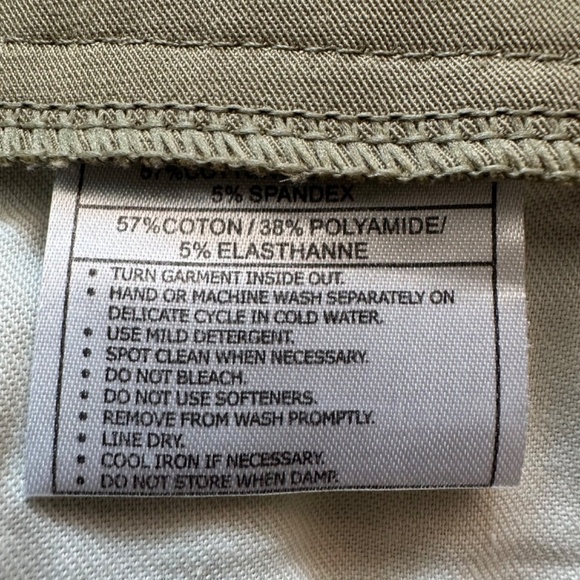 5% SPANDEX
57%COTON / 38% POLYAMIDE/
5% ELASTHANNE
• TURN GARMENT INSIDE OUT.
• HAND OR MACHINE WASH SEPARATELY ON
DELICATE CYCLE IN COLD WATER.
• USE MILD DETERGENT.
• SPOT CLEAN WHEN NECESSARY.
• DO NOT BLEACH.
• DO NOT USE SOFTENERS.
• REMOVE FROM WASH PROMPTLY.
• LINE DRY.
• COOL IRON IF NECESSARY.
• DO NOT STORE WHEN DAMP.